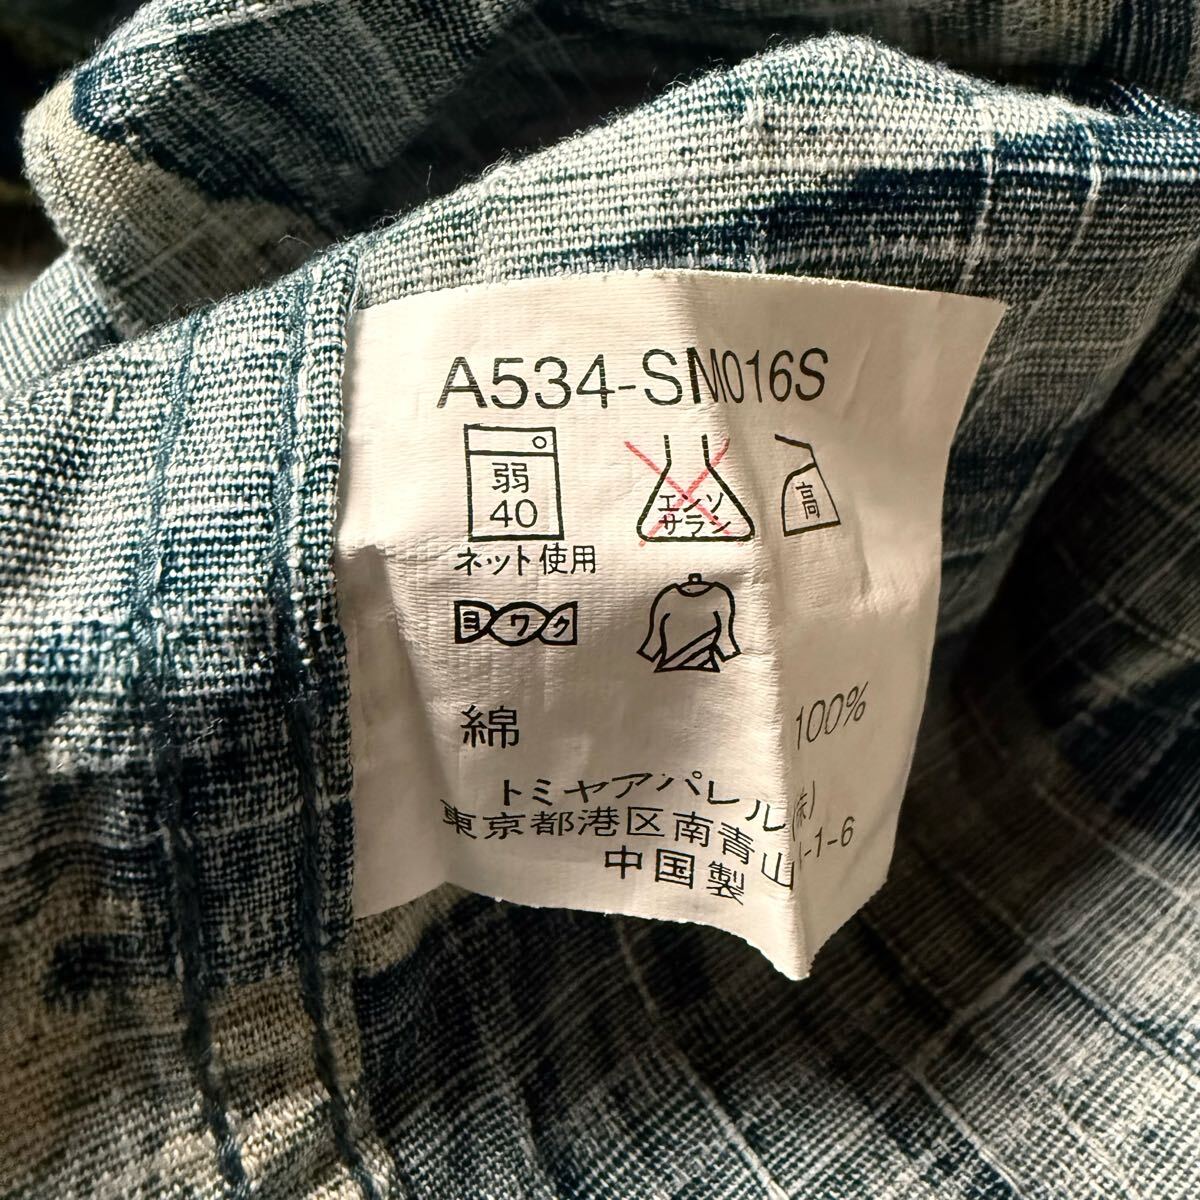 A534-SNM016S
弱
40
エンソ
サラシ
高
ネット使用
ヨワク
綿 100%
トミヤアパレル(株)
東京都港区南青山 -1-6
中国製